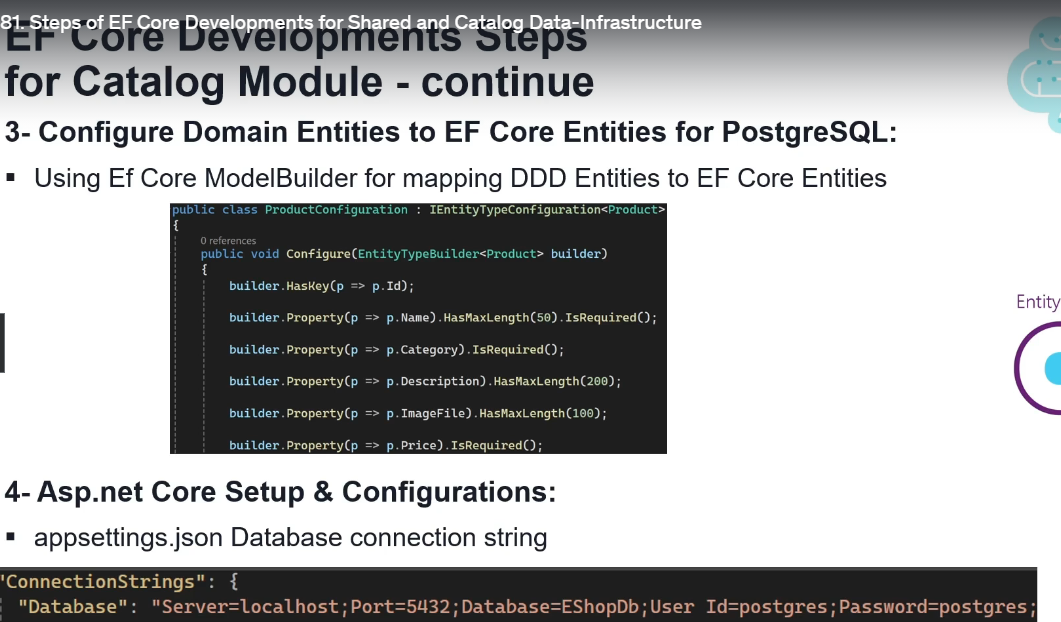 81. Steps of EF Core Developments for Shared and Catalog Data-Infrastructure
EF Core Developments Steps
for Catalog Module - continue
3- Configure Domain Entities to EF Core Entities for PostgreSQL:
▪ Using Ef Core ModelBuilder for mapping DDD Entities to EF Core Entities
public class ProductConfiguration : IEntityTypeConfiguration<Product>
{
0 references
public void Configure(EntityTypeBuilder<Product> builder)
{
builder.HasKey(p => p.Id);
builder.Property(p => p.Name).HasMaxLength(50).IsRequired();
builder.Property(p => p.Category).IsRequired();
builder.Property(p => p.Description).HasMaxLength(200);
builder.Property(p => p.ImageFile).HasMaxLength(100);
builder.Property(p => p.Price).IsRequired();
Entity
4- Asp.net Core Setup & Configurations:
▪ appsettings.json Database connection string
"ConnectionStrings": {
"Database": "Server=localhost;Port=5432;Database=EShopDb;User Id=postgres;Password=postgres;